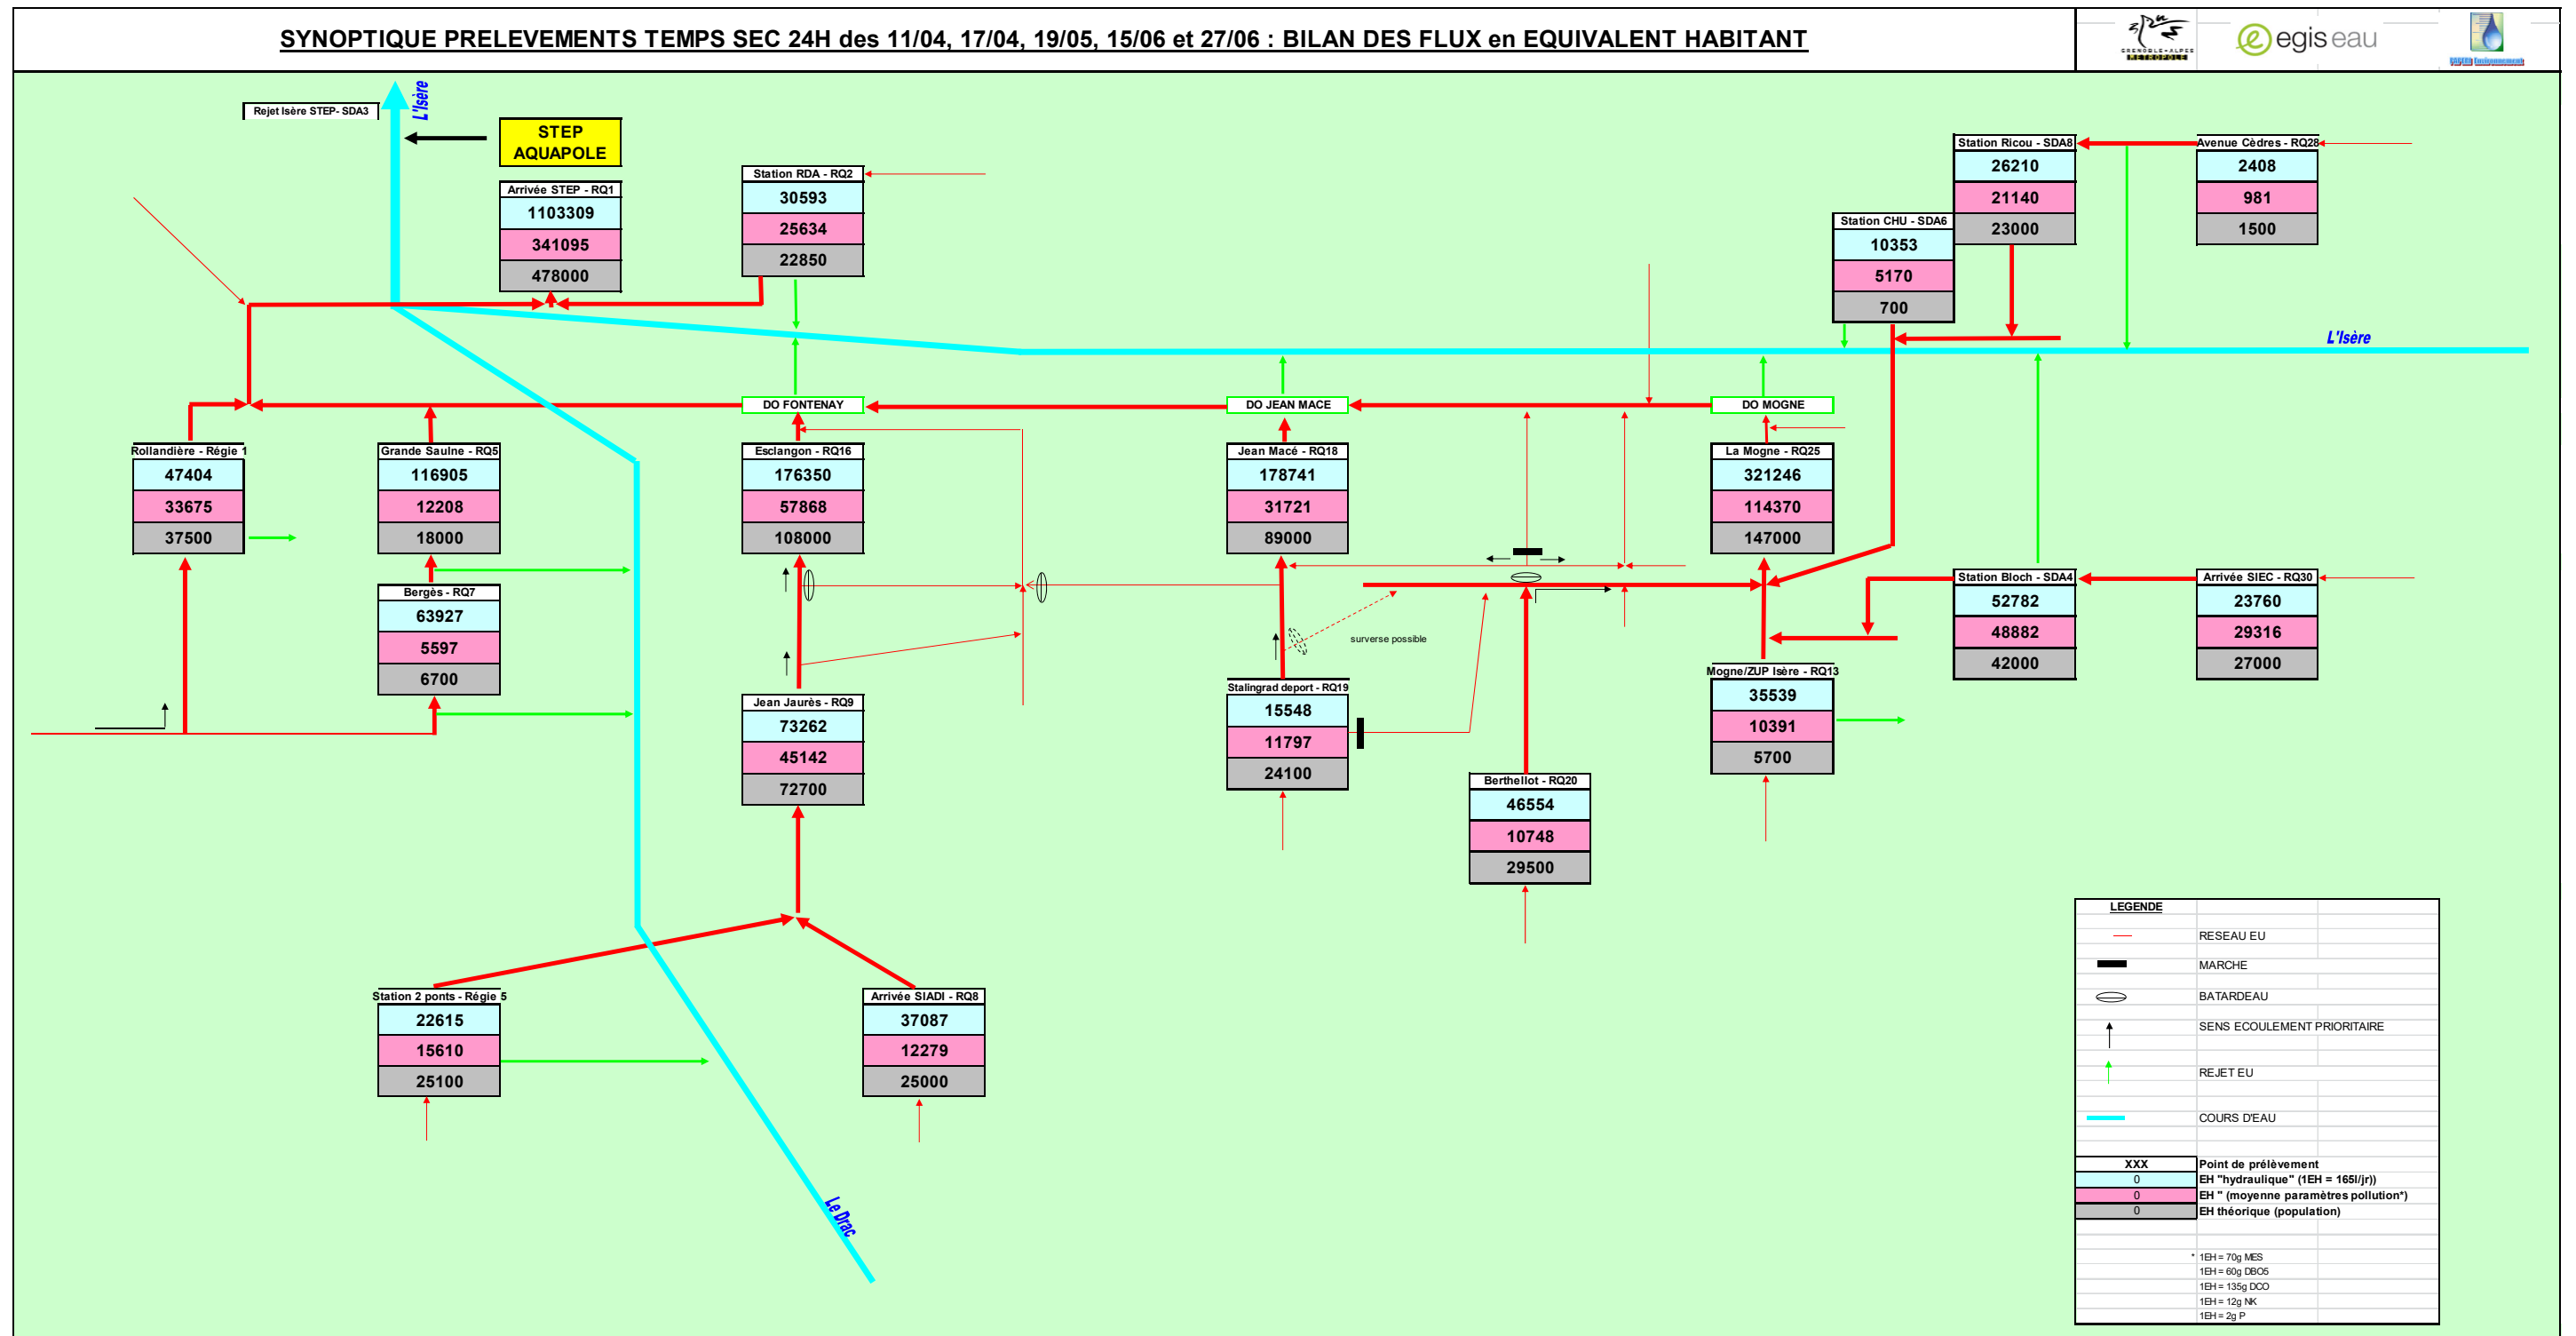 SYNOPTIQUE PRELEVEMENTS TEMPS SEC 24H des 11/04, 17/04, 19/05, 15/06 et 27/06 : BILAN DES FLUX en EQUIVALENT HABITANT
GRENOBLE-ALPES
METROPOLE
egis eau
Rejet Isère STEP- SDA3
L'Isère
STEP
AQUAPOLE
Arrivée STEP - RQ1
1103309
341095
478000
Station RDA - RQ2
30593
25634
22850
Station CHU - SDA6
10353
5170
700
Station Ricou - SDA8
26210
21140
23000
Avenue Cèdres - RQ28
2408
981
1500
L'Isère
DO FONTENAY
DO JEAN MACE
DO MOGNE
Rollandière - Régie 1
47404
33675
37500
Grande Saulne - RQ5
116905
12208
18000
Esclangon - RQ16
176350
57868
108000
Jean Macé - RQ18
178741
31721
89000
La Mogne - RQ25
321246
114370
147000
Bergès - RQ7
63927
5597
6700
Station Bloch - SDA4
52782
48882
42000
Arrivée SIEC - RQ30
23760
29316
27000
surverse possible
Jean Jaurès - RQ9
73262
45142
72700
Stalingrad deport - RQ19
15548
11797
24100
Mogne/ZUP Isère - RQ13
35539
10391
5700
Berthellot - RQ20
46554
10748
29500
Station 2 ponts - Régie 5
22615
15610
25100
Arrivée SIADI - RQ8
37087
12279
25000
Le Drac
LEGENDE
RESEAU EU
MARCHE
BATARDEAU
SENS ECOULEMENT PRIORITAIRE
REJET EU
COURS D'EAU
XXX Point de prélèvement
0 EH "hydraulique" (1EH = 165l/jr))
0 EH " (moyenne paramètres pollution*)
0 EH théorique (population)
* 1EH = 70g MES
1EH = 60g DBO5
1EH = 135g DCO
1EH = 12g NK
1EH = 2g P